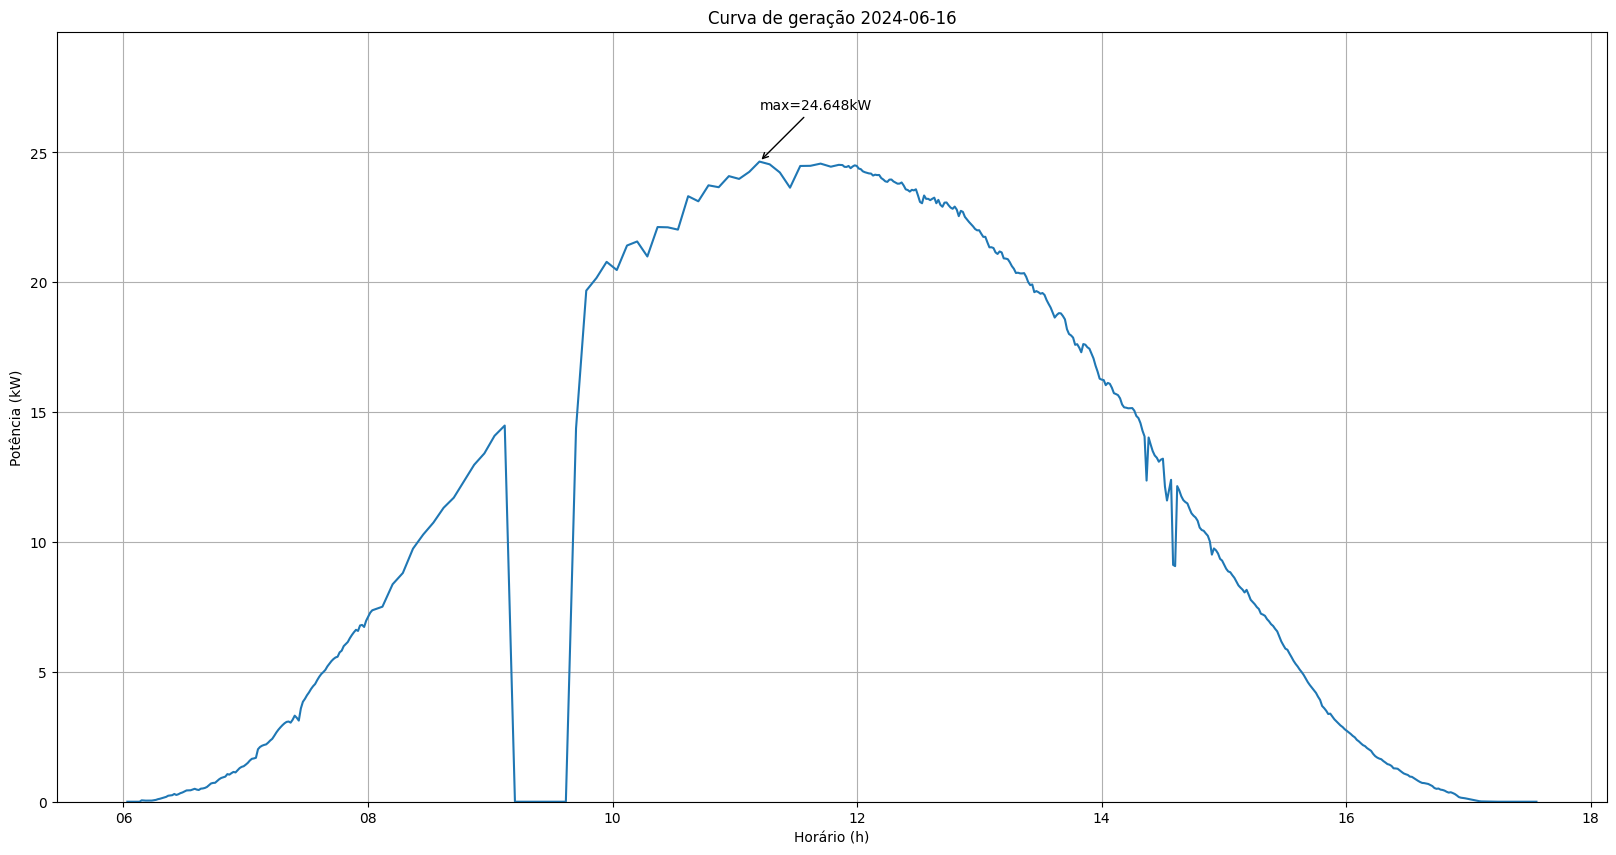 Curva de geração 2024-06-16
max=24.648kW
25
20
15
10
5
0
Potência (kW)
06 08 10 12 14 16 18
Horário (h)